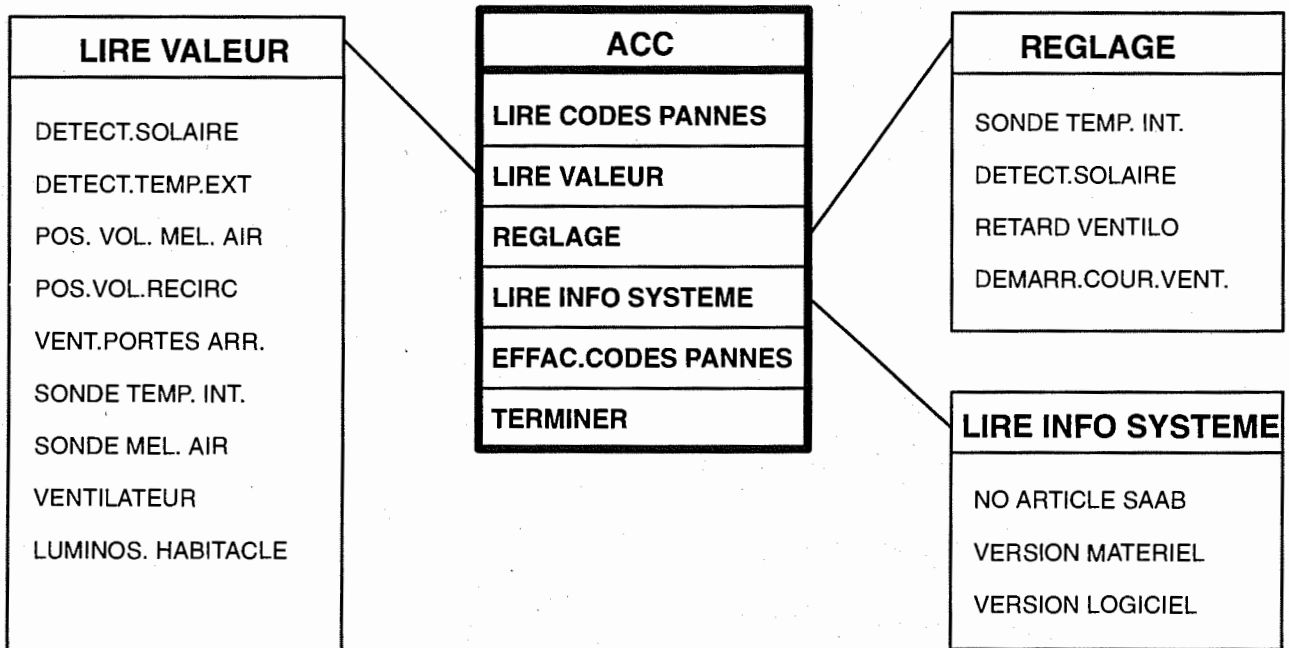 LIRE VALEUR
DETECT.SOLAIRE
DETECT.TEMP.EXT
POS. VOL. MEL. AIR
POS.VOL.RECIRC
VENT.PORTES ARR.
SONDE TEMP. INT.
SONDE MEL. AIR
VENTILATEUR
LUMINOS. HABITACLE
ACC
LIRE CODES PANNES
LIRE VALEUR
REGLAGE
LIRE INFO SYSTEME
EFFAC.CODES PANNES
TERMINER
REGLAGE
SONDE TEMP. INT.
DETECT.SOLAIRE
RETARD VENTILO
DEMARR.COUR.VENT.
LIRE INFO SYSTEME
NO ARTICLE SAAB
VERSION MATERIEL
VERSION LOGICIEL